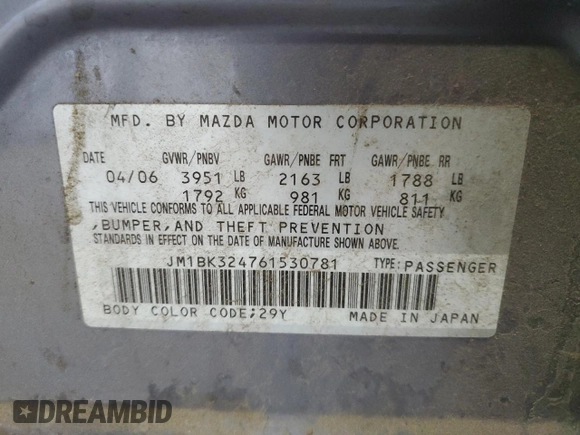 MFD. BY MAZDA MOTOR CORPORATION
DATE GVWR/PNBV GAWR/PNBE FRT GAWR/PNBE RR
04/06 3951 LB 2163 LB 1788 LB
1792 KG 981 KG 811 KG
THIS VEHICLE CONFORMS TO ALL APPLICABLE FEDERAL MOTOR VEHICLE SAFETY
,BUMPER,AND THEFT PREVENTION
STANDARDS IN EFFECT ON THE DATE OF MANUFACTURE SHOWN ABOVE.
JM1BK324761530781 TYPE:PASSENGER
BODY COLOR CODE;29Y MADE IN JAPAN
DREAMBID